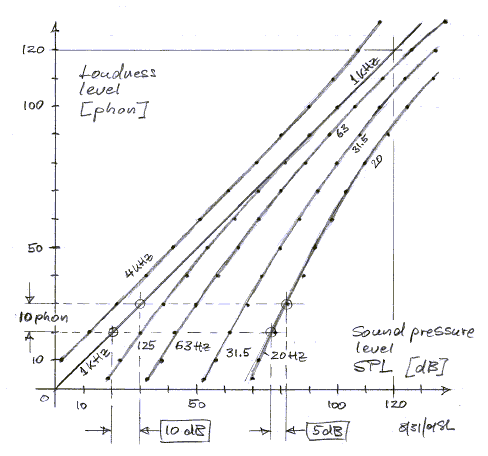 120
Loudness
level
[phon]
100
1kHz
63
31.5
20
50
4kHz
10 phon
10
1kHz
125
63Hz
31.5
20Hz
Sound pressure
level
SPL [dB]
0
10
50
100
120
10 dB
5dB